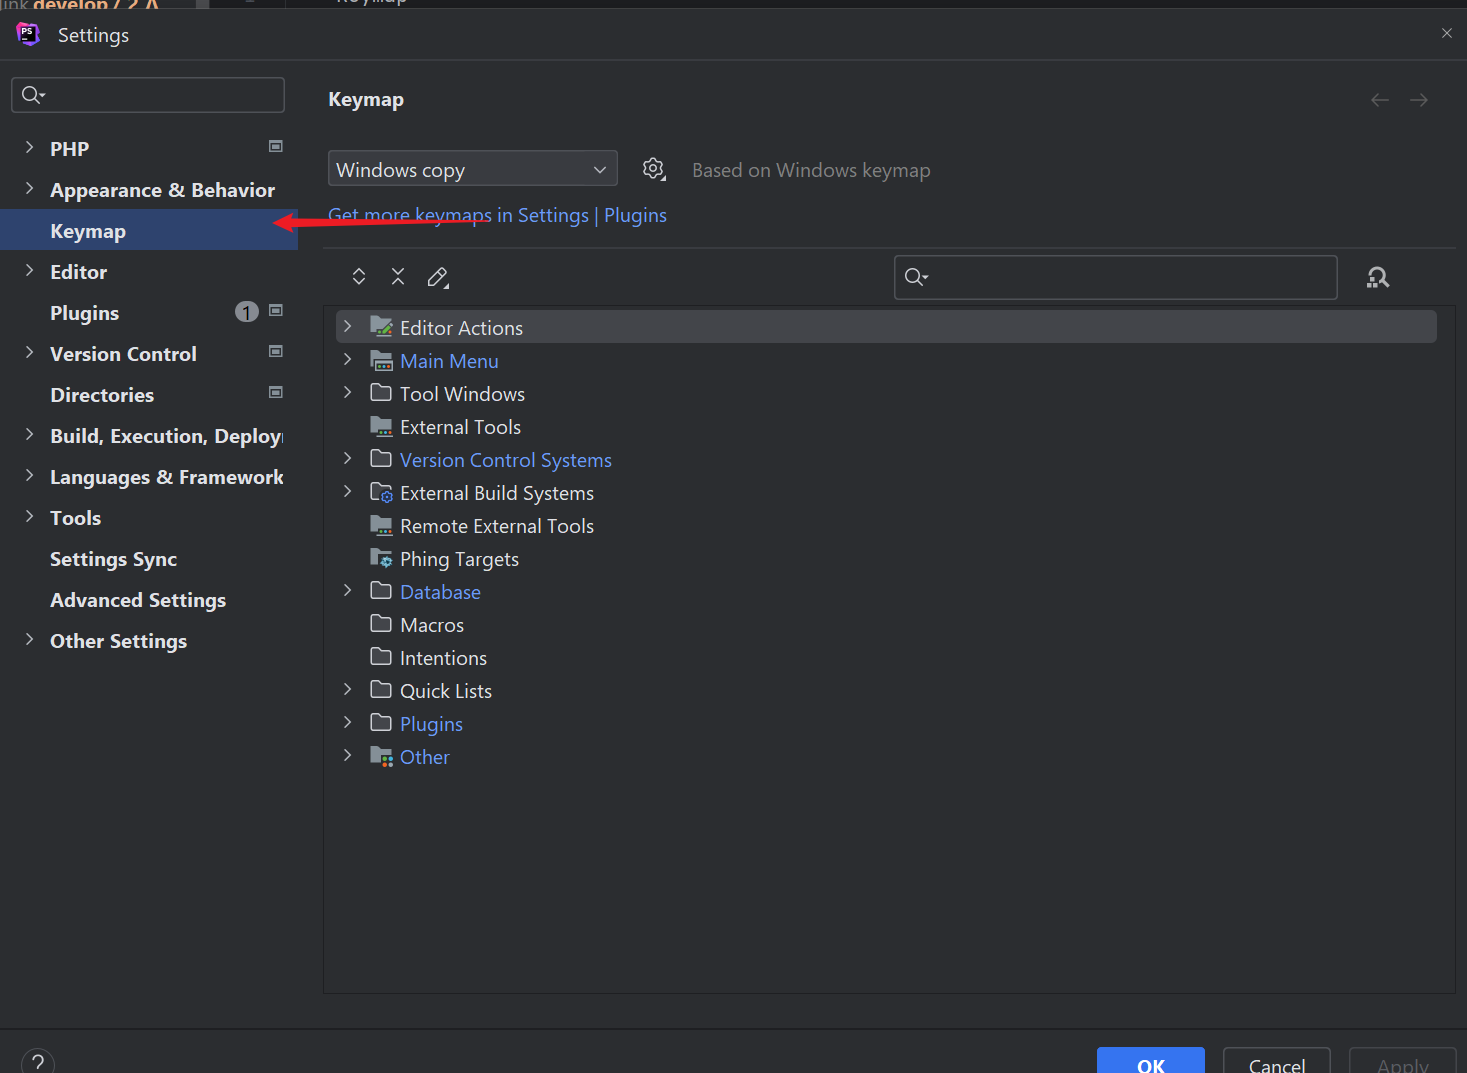 Settings
PS
Keymap
PHP
Appearance & Behavior
Keymap
Editor
Plugins
1
Version Control
Directories
Build, Execution, Deploy
Languages & Framework
Tools
Settings Sync
Advanced Settings
Other Settings
Windows copy
Based on Windows keymap
Get more keymaps in Settings | Plugins
Editor Actions
Main Menu
Tool Windows
External Tools
Version Control Systems
External Build Systems
Remote External Tools
Phing Targets
Database
Macros
Intentions
Quick Lists
Plugins
Other
?
OK
Cancel
Apply